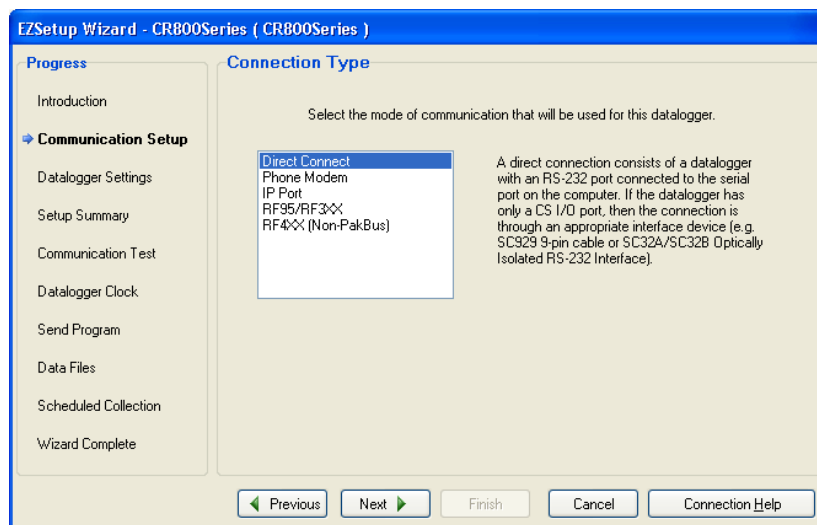 EZSetup Wizard - CR800Series ( CR800Series )
Progress
Introduction
Communication Setup
Datalogger Settings
Setup Summary
Communication Test
Datalogger Clock
Send Program
Data Files
Scheduled Collection
Wizard Complete
Connection Type
Select the mode of communication that will be used for this datalogger.
Direct Connect
Phone Modem
IP Port
RF95/RF3XX
RF4XX (Non-PakBus)
A direct connection consists of a datalogger
with an RS-232 port connected to the serial
port on the computer. If the datalogger has
only a CS I/O port, then the connection is
through an appropriate interface device (e.g.
SC929 9-pin cable or SC32A/SC32B Optically
Isolated RS-232 Interface).
Previous
Next
Finish
Cancel
Connection Help